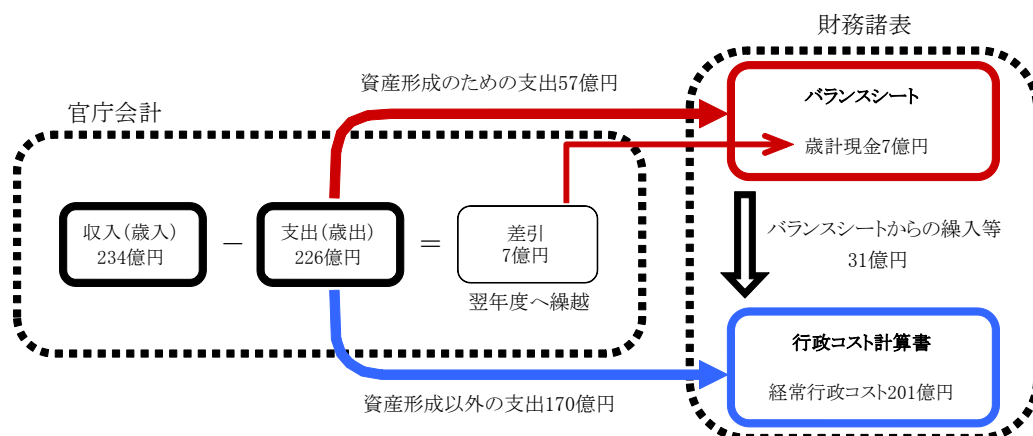 財務諸表
資産形成のための支出57億円
バランスシート
官庁会計
歳計現金7億円
収入(歳入)
234億円
－
支出(歳出)
226億円
＝
差引
7億円
翌年度へ繰越
バランスシートからの繰入等
31億円
行政コスト計算書
経常行政コスト201億円
資産形成以外の支出170億円